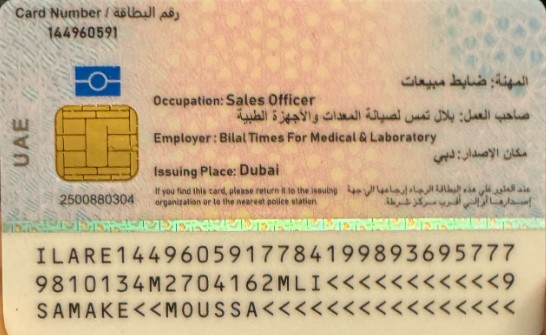 Card Number / رقم البطاقة
144960591
UAE
المهنة: ضابط مبيعات
Occupation: Sales Officer
صاحب العمل: بلال تمس لصيانة المعدات والأجهزة الطبية
Employer: Bilal Times For Medical & Laboratory
مكان الإصدار: دبي
Issuing Place: Dubai
If you find this card, please return it to the issuing
organization or to the nearest police station.
عند العثور على هذه البطاقة الرجاء إرجاعها الي جهة
إصدارها أو إلى أقرب مركز شرطة
2500880304
ILARE1449605917784199893695777
9810134M2704162MLI<<<<<<<<<<<9
SAMAKE<<MOUSSA<<<<<<<<<<<<<<<<